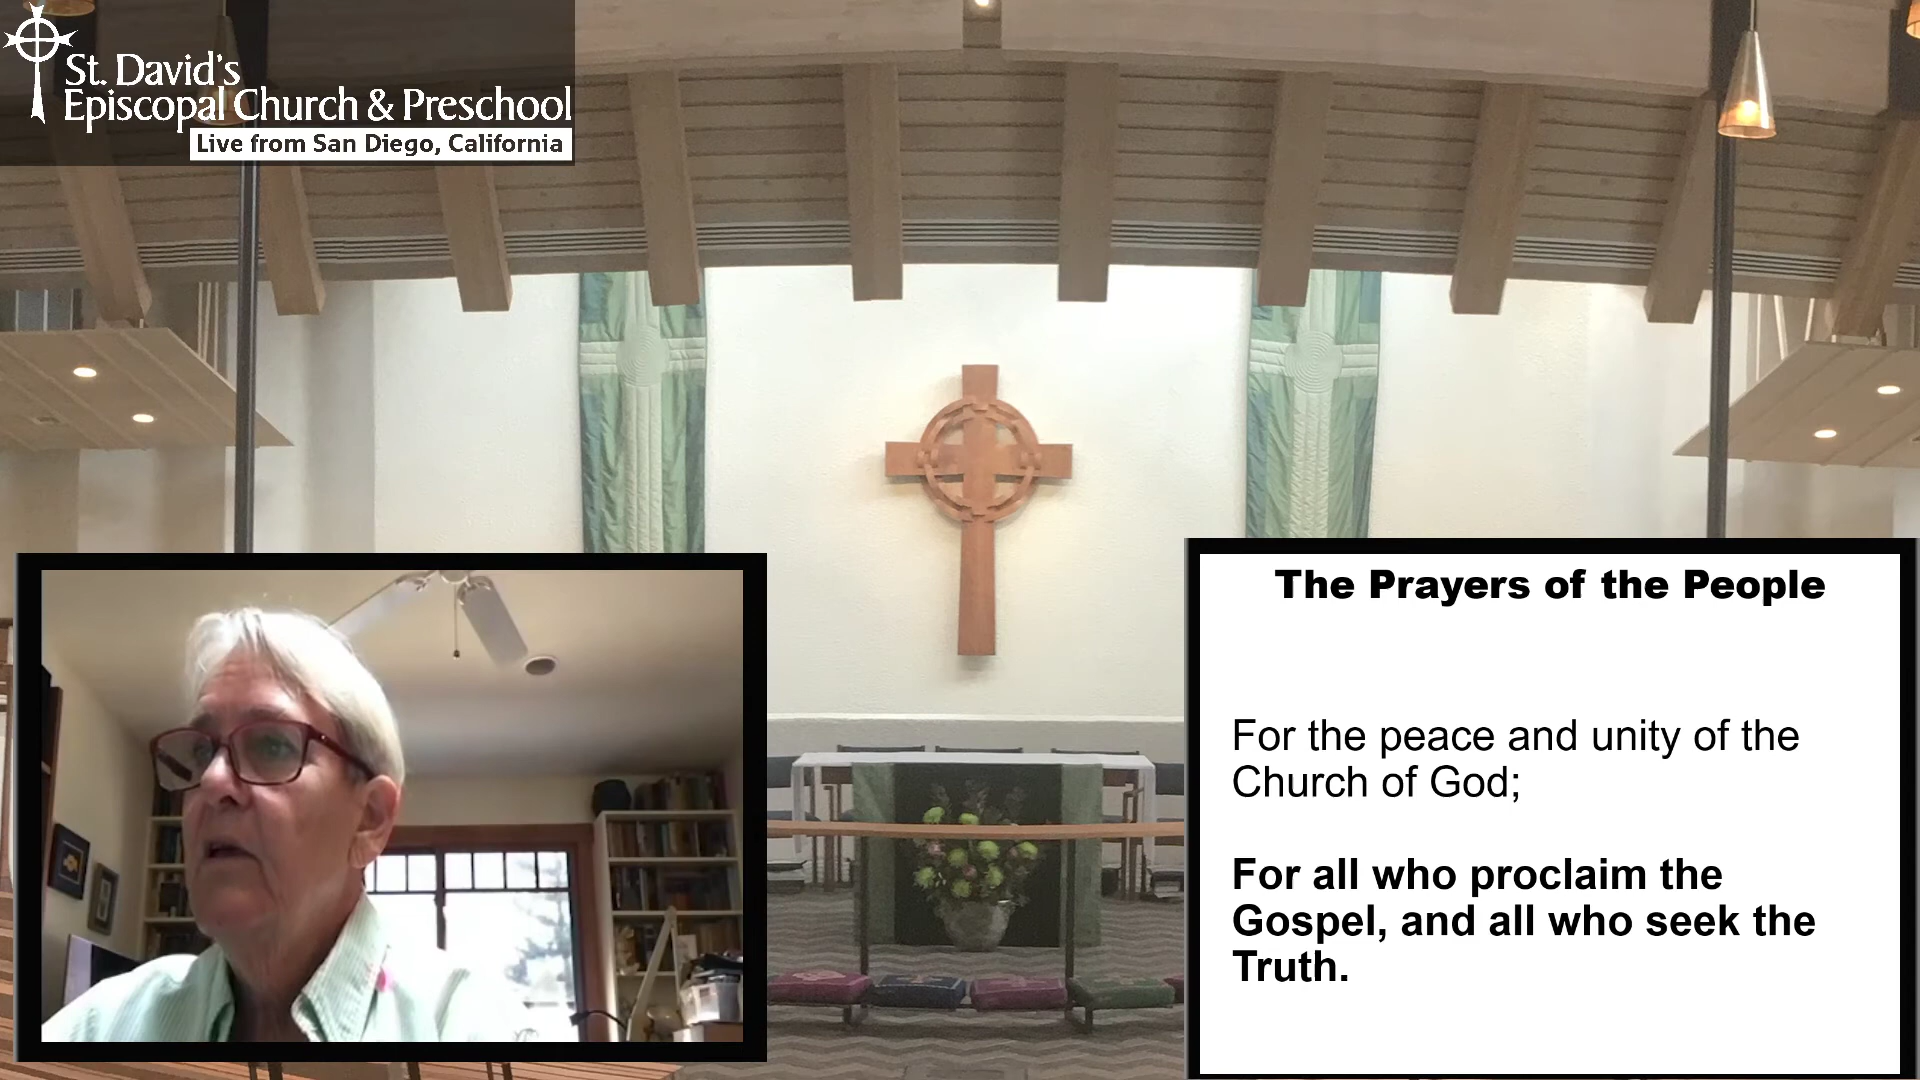 St. David's
Episcopal Church & Preschool
Live from San Diego, California
The Prayers of the People
For the peace and unity of the
Church of God;
For all who proclaim the
Gospel, and all who seek the
Truth.